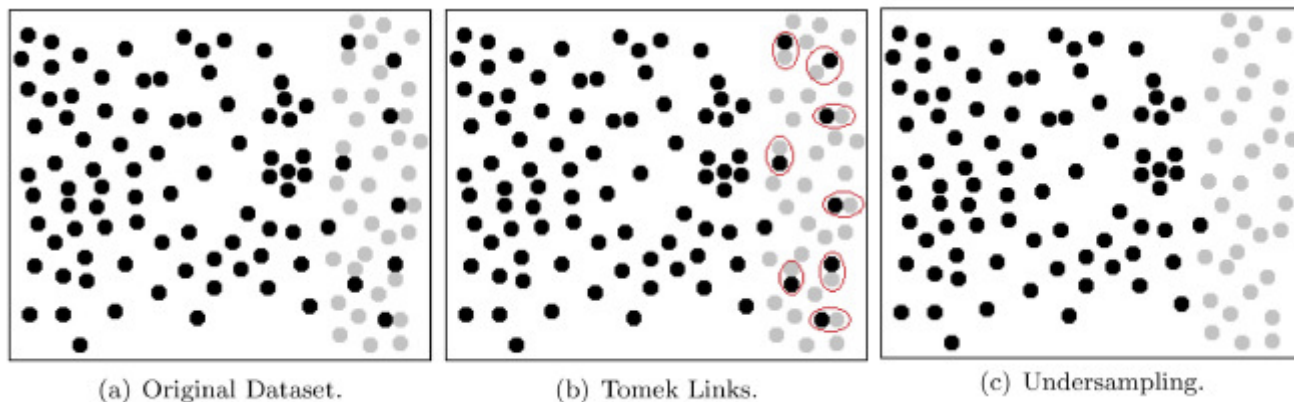 (a) Original Dataset.
(b) Tomek Links.
(c) Undersampling.